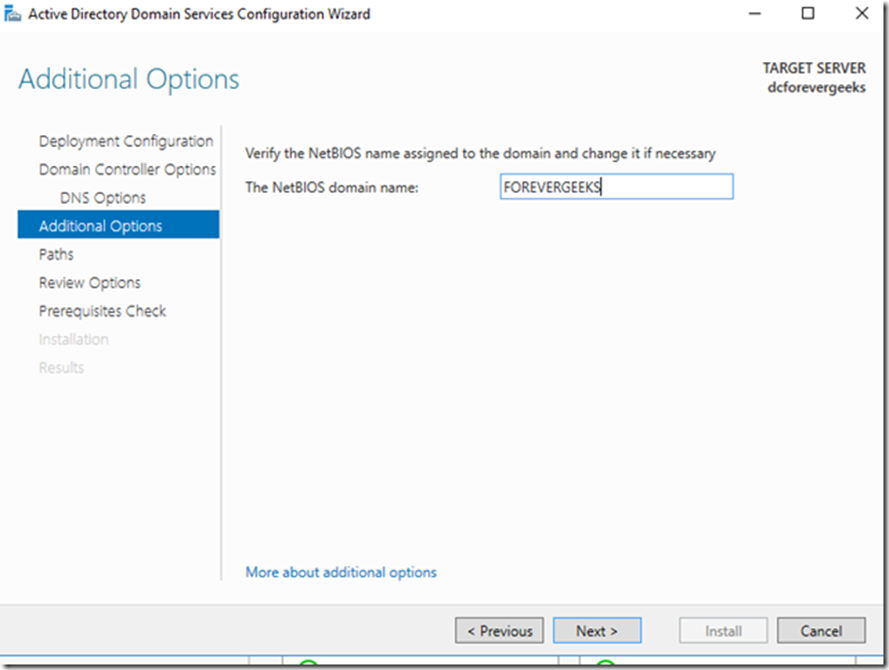 Active Directory Domain Services Configuration Wizard
Additional Options
TARGET SERVER
dcforevergeeks
Deployment Configuration
Domain Controller Options
DNS Options
Additional Options
Paths
Review Options
Prerequisites Check
Installation
Results
Verify the NetBIOS name assigned to the domain and change it if necessary
The NetBIOS domain name: FOREVERGEEKS
More about additional options
< Previous Next > Install Cancel